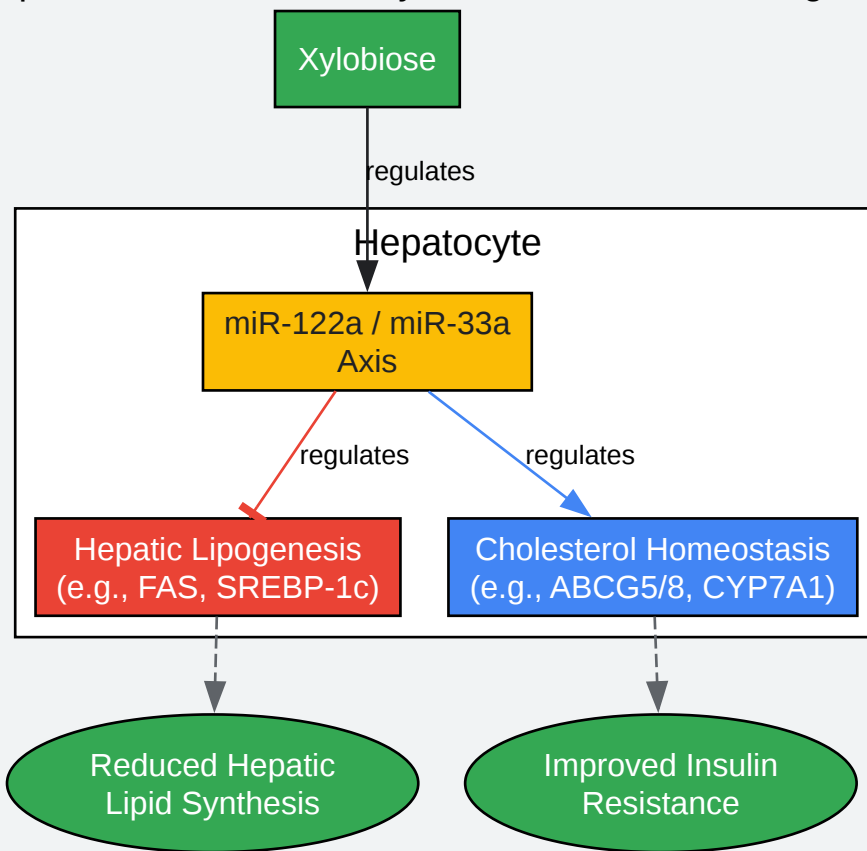 Xylobiose
regulates
Hepatocyte
miR-122a / miR-33a
Axis
regulates
regulates
Hepatic Lipogenesis
(e.g., FAS, SREBP-1c)
Cholesterol Homeostasis
(e.g., ABCG5/8, CYP7A1)
Reduced Hepatic
Lipid Synthesis
Improved Insulin
Resistance